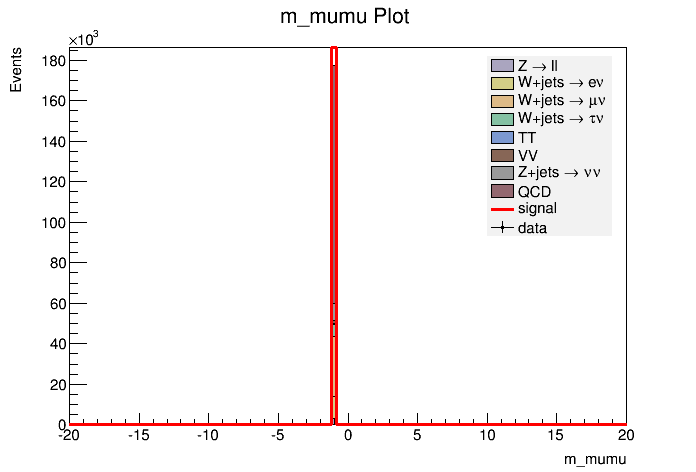 m_mumu Plot
×10³
Events
180
160
140
120
100
80
60
40
20
0
-20 -15 -10 -5 0 5 10 15 20
m_mumu
Z → ll
W+jets → eν
W+jets → μν
W+jets → τν
TT
VV
Z+jets → νν
QCD
signal
data